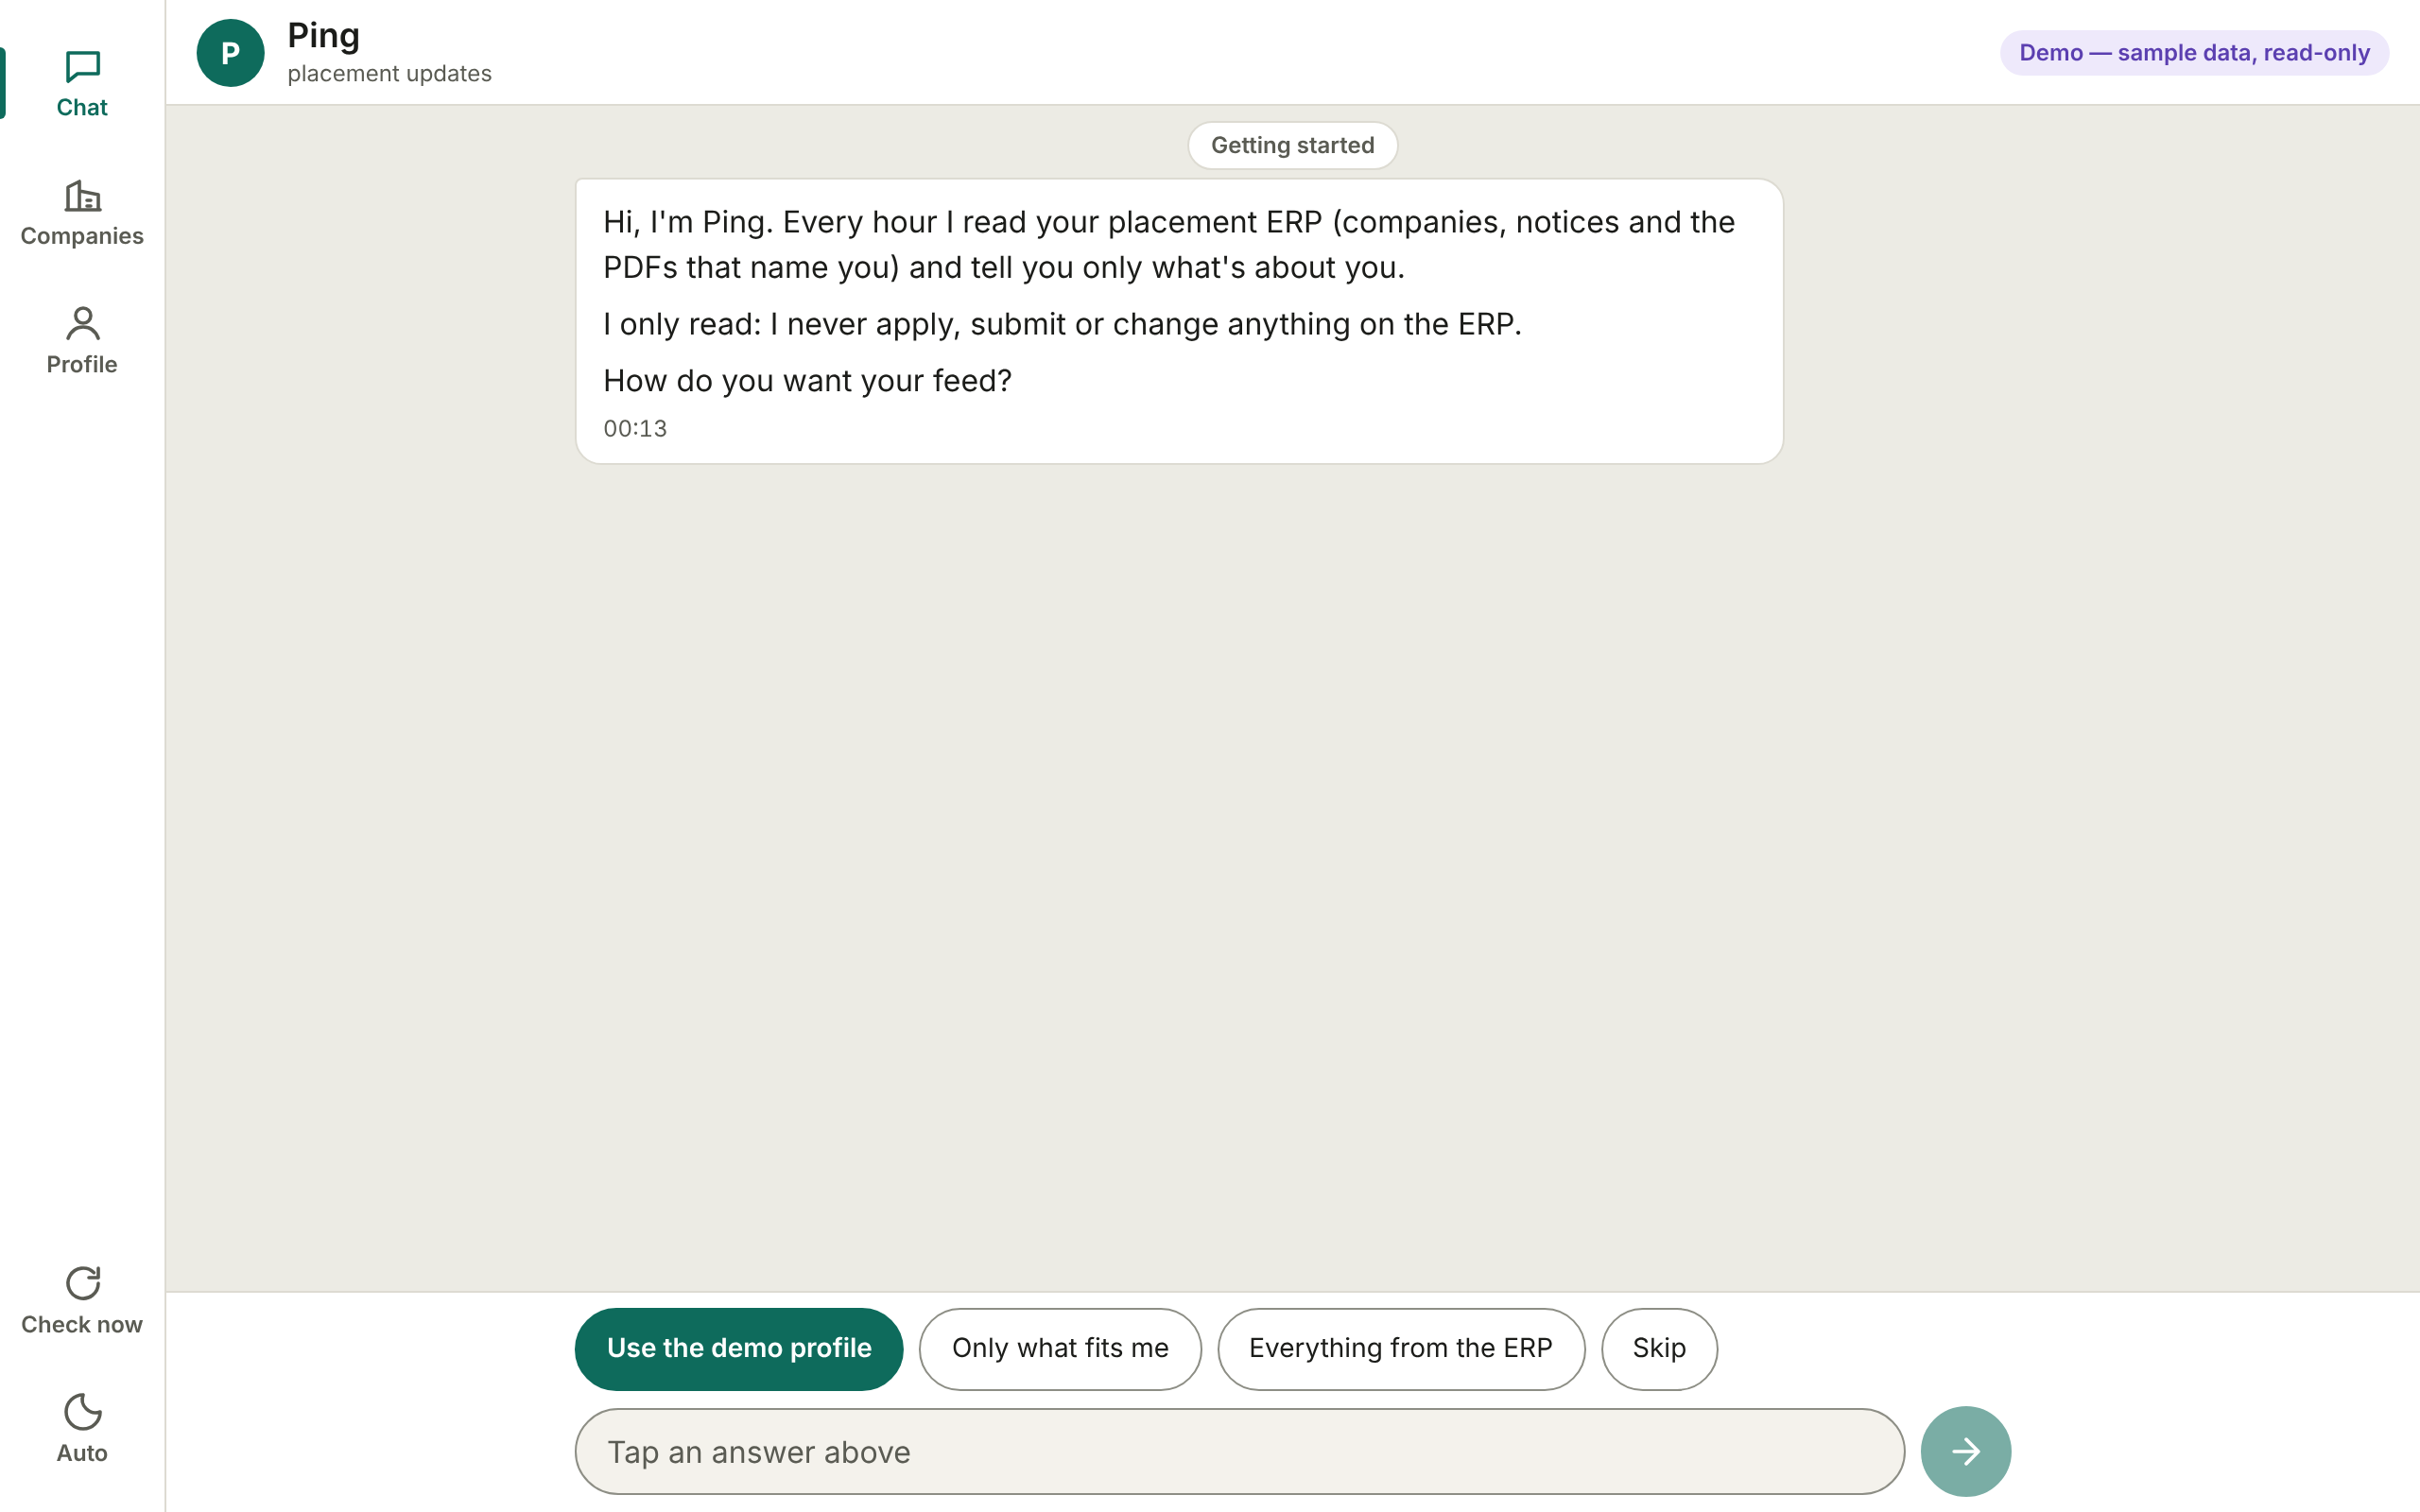 Chat
Companies
Profile
Check now
Auto
P
Ping
placement updates
Demo — sample data, read-only
Getting started
Hi, I'm Ping. Every hour I read your placement ERP (companies, notices and the
PDFs that name you) and tell you only what's about you.
I only read: I never apply, submit or change anything on the ERP.
How do you want your feed?
00:13
Use the demo profile
Only what fits me
Everything from the ERP
Skip
Tap an answer above